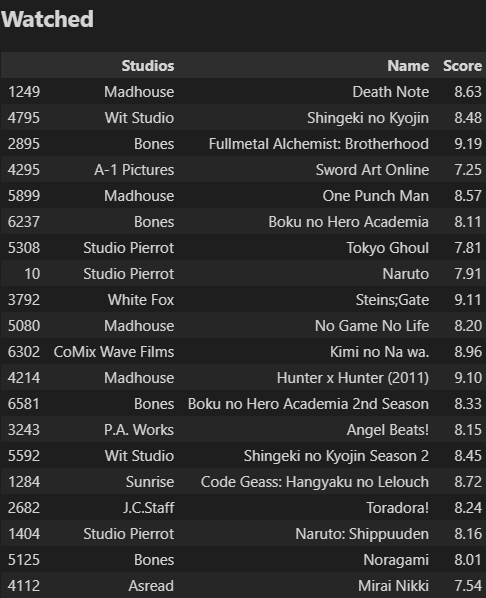 Watched
Studios Name Score
1249 Madhouse Death Note 8.63
4795 Wit Studio Shingeki no Kyojin 8.48
2895 Bones Fullmetal Alchemist: Brotherhood 9.19
4295 A-1 Pictures Sword Art Online 7.25
5899 Madhouse One Punch Man 8.57
6237 Bones Boku no Hero Academia 8.11
5308 Studio Pierrot Tokyo Ghoul 7.81
10 Studio Pierrot Naruto 7.91
3792 White Fox Steins;Gate 9.11
5080 Madhouse No Game No Life 8.20
6302 CoMix Wave Films Kimi no Na wa. 8.96
4214 Madhouse Hunter x Hunter (2011) 9.10
6581 Bones Boku no Hero Academia 2nd Season 8.33
3243 P.A. Works Angel Beats! 8.15
5592 Wit Studio Shingeki no Kyojin Season 2 8.45
1284 Sunrise Code Geass: Hangyaku no Lelouch 8.72
2682 J.C.Staff Toradora! 8.24
1404 Studio Pierrot Naruto: Shippuuden 8.16
5125 Bones Noragami 8.01
4112 Asread Mirai Nikki 7.54